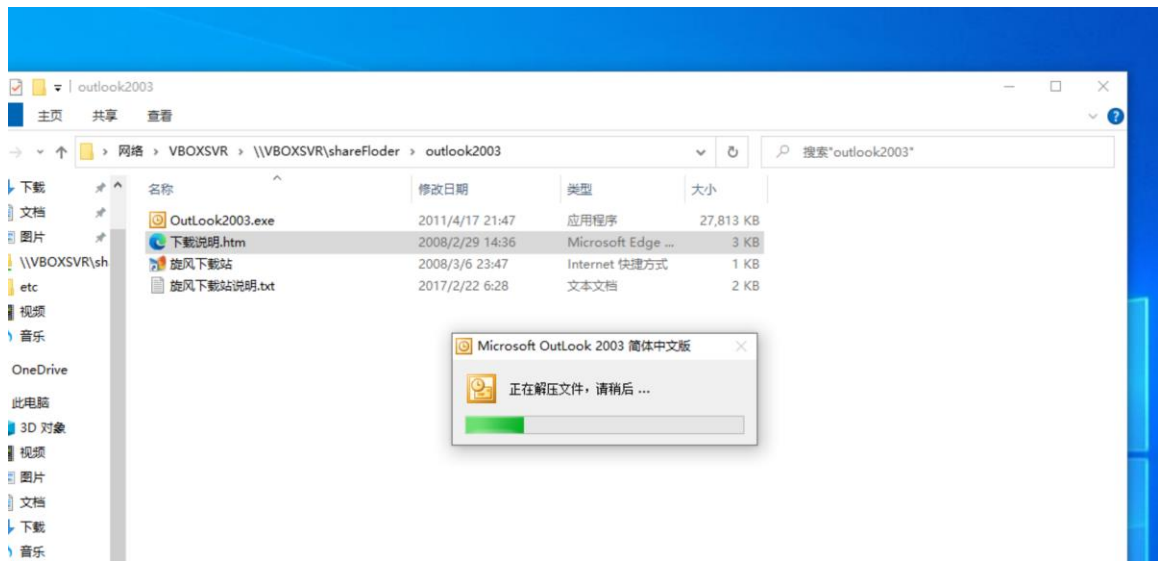 outlook2003
主页 共享 查看
网络 › VBOXSVR › \\VBOXSVR\shareFloder › outlook2003
搜索"outlook2003"
名称 修改日期 类型 大小
OutLook2003.exe 2011/4/17 21:47 应用程序 27,813 KB
下载说明.htm 2008/2/29 14:36 Microsoft Edge ... 3 KB
旋风下载站 2008/3/6 23:47 Internet 快捷方式 1 KB
旋风下载站说明.txt 2017/2/22 6:28 文本文档 2 KB
下载
文档
图片
\\VBOXSVR\sh
etc
视频
音乐
OneDrive
此电脑
3D 对象
视频
图片
文档
下载
音乐
Microsoft OutLook 2003 简体中文版
正在解压文件，请稍后 ...